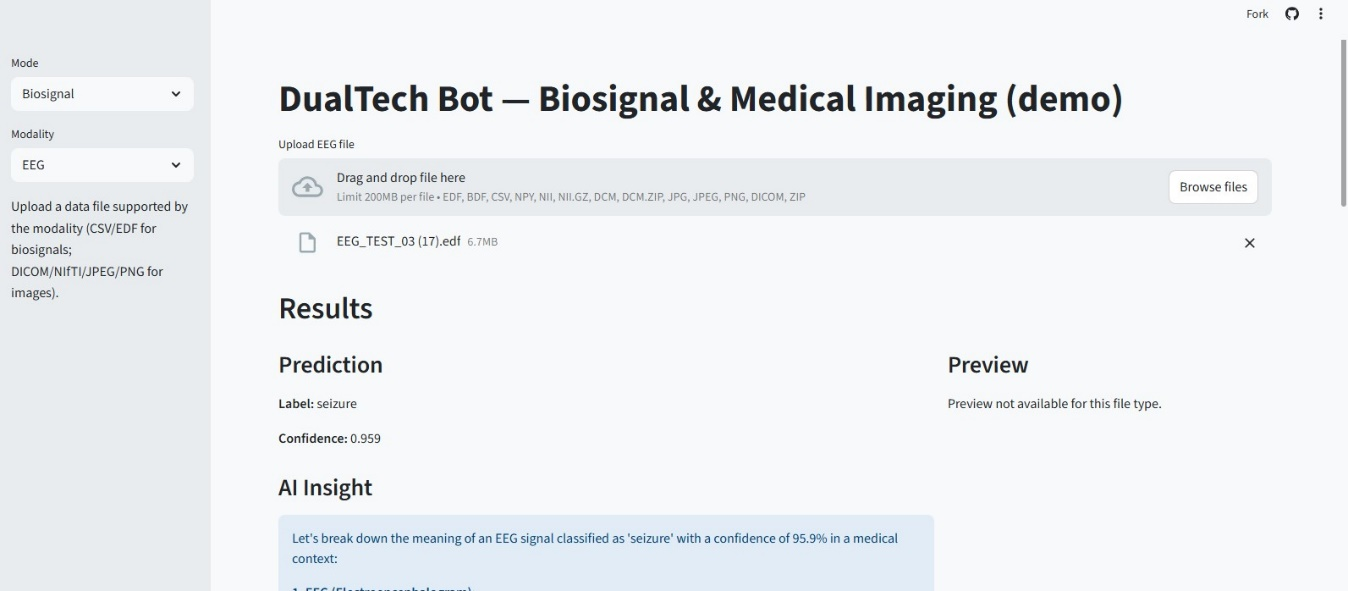 Fork
Mode
Biosignal
Modality
EEG
Upload a data file supported by
the modality (CSV/EDF for
biosignals;
DICOM/NIfTI/JPEG/PNG for
images).
DualTech Bot — Biosignal & Medical Imaging (demo)
Upload EEG file
Drag and drop file here
Limit 200MB per file • EDF, BDF, CSV, NPY, NII, NII.GZ, DCM, DCM.ZIP, JPG, JPEG, PNG, DICOM, ZIP
Browse files
EEG_TEST_03 (17).edf 6.7MB
Results
Prediction
Label: seizure
Confidence: 0.959
Preview
Preview not available for this file type.
AI Insight
Let's break down the meaning of an EEG signal classified as 'seizure' with a confidence of 95.9% in a medical
context:
1. EEG (Electroencephalogram)